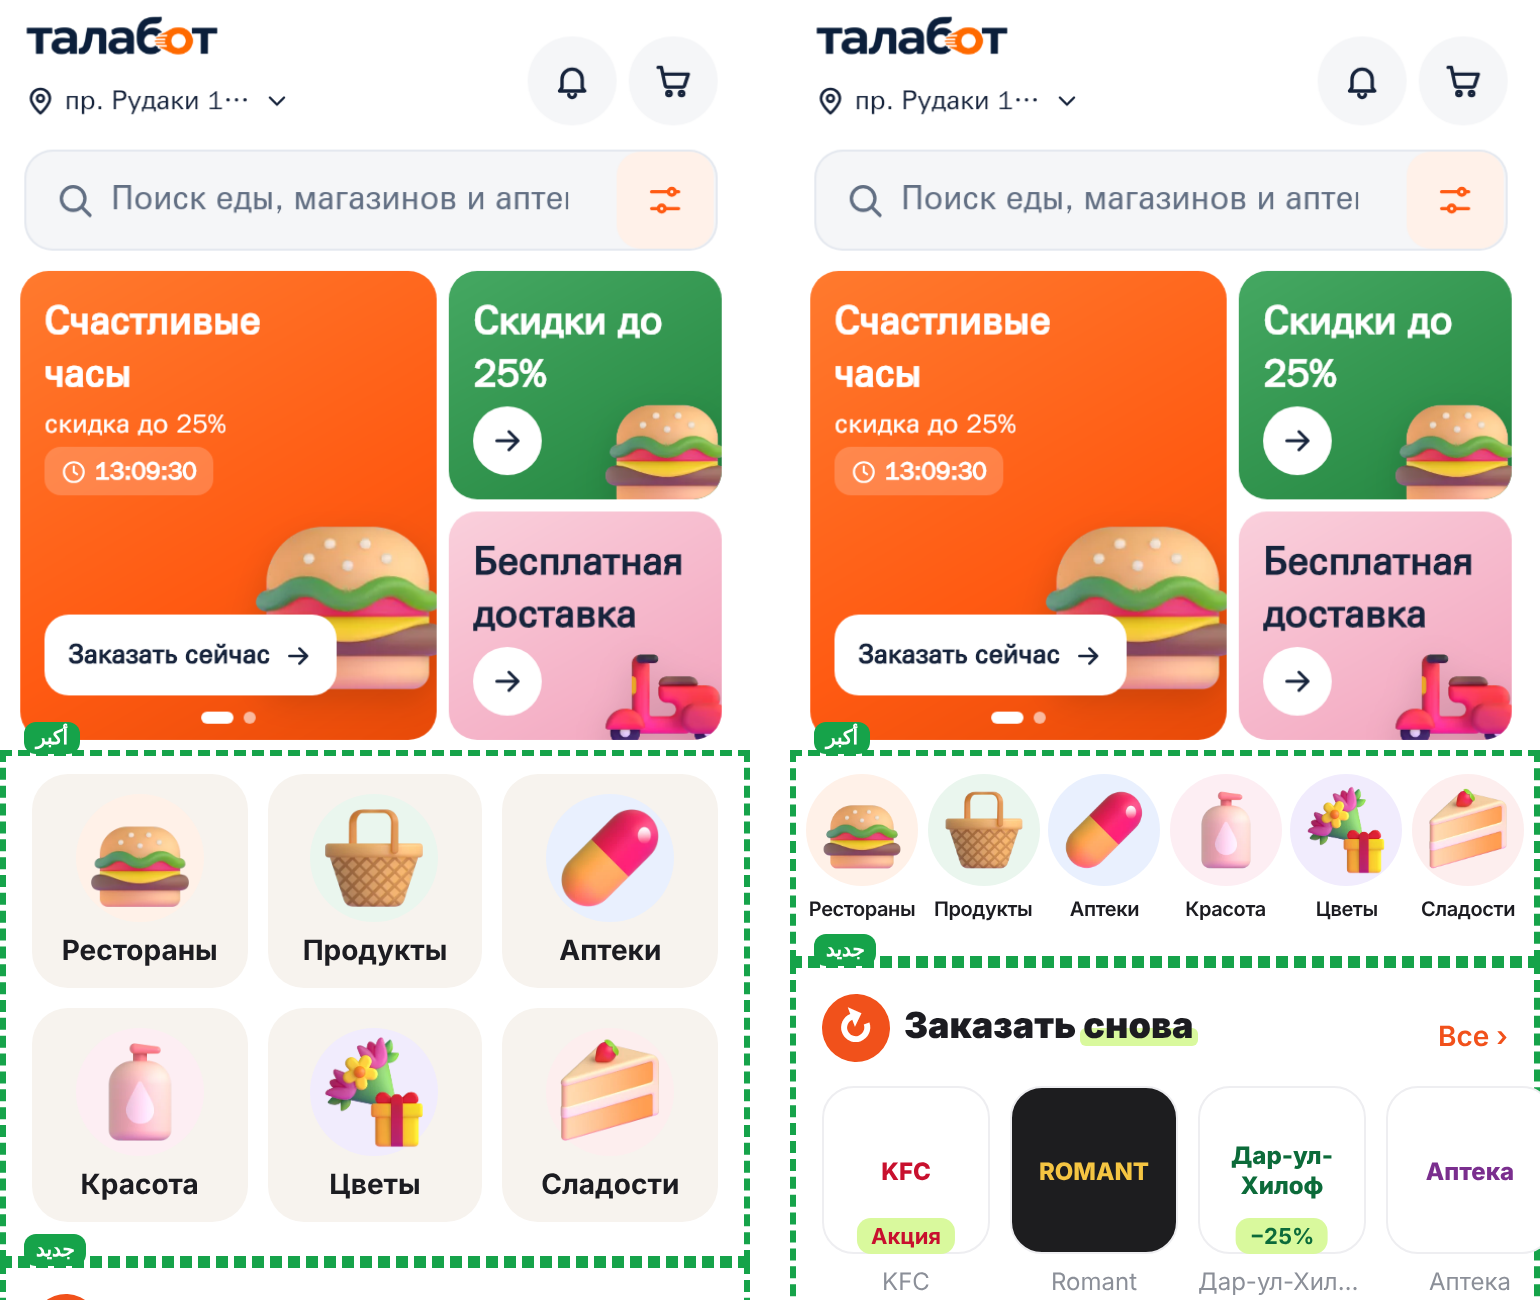 талабот
пр. Рудаки 1···
Поиск еды, магазинов и апте
Счастливые
часы
скидка до 25%
13:09:30
Заказать сейчас
Скидки до
25%
Бесплатная
доставка
أكبر
Рестораны
Продукты
Аптеки
Красота
Цветы
Сладости
جديد
талабот
пр. Рудаки 1···
Поиск еды, магазинов и апте
Счастливые
часы
скидка до 25%
13:09:30
Заказать сейчас
Скидки до
25%
Бесплатная
доставка
أكبر
Рестораны
Продукты
Аптеки
Красота
Цветы
Сладости
جديد
Заказать снова
Все ›
KFC
Акция
KFC
ROMANT
Romant
Дар-ул-
Хилоф
−25%
Дар-ул-Хил...
Аптека
Аптека